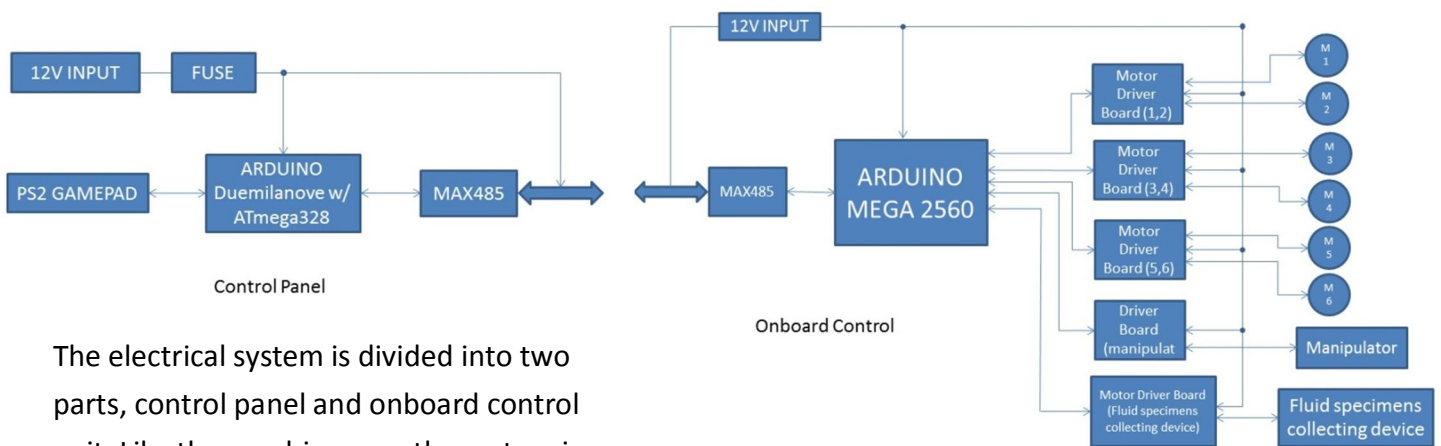 12V INPUT
FUSE
PS2 GAMEPAD
ARDUINO
Duemilanove w/
ATmega328
MAX485
Control Panel
12V INPUT
MAX485
ARDUINO
MEGA 2560
Onboard Control
Motor
Driver
Board (1,2)
Motor
Driver
Board (3,4)
Motor
Driver
Board (5,6)
Driver
Board
(manipulat
Motor Driver Board
(Fluid specimens
collecting device)
M
1
M
2
M
3
M
4
M
5
M
6
Manipulator
Fluid specimens
collecting device
The electrical system is divided into two
parts, control panel and onboard control